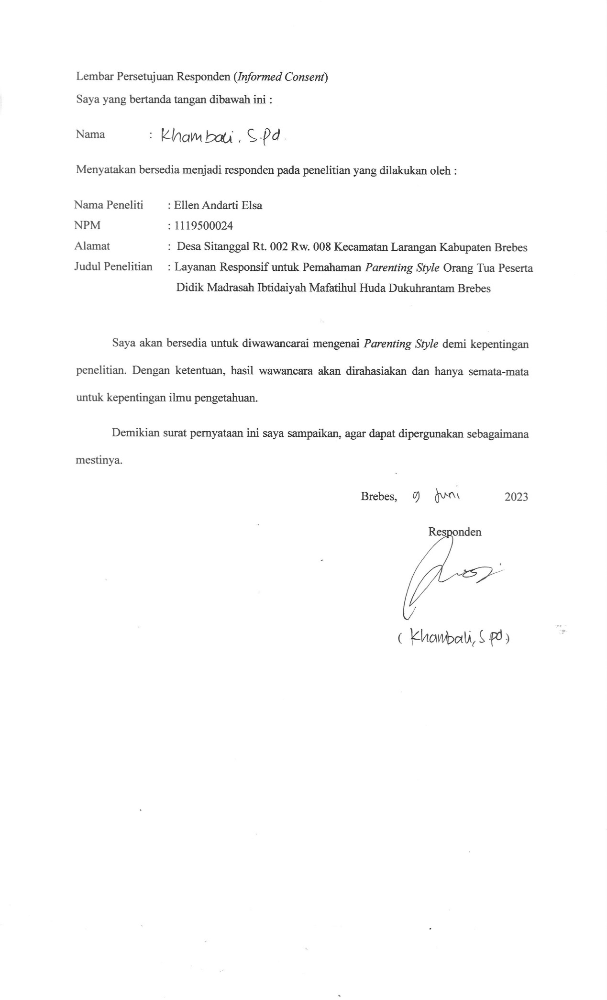 Lembar Persetujuan Responden (Informed Consent)
Saya yang bertanda tangan dibawah ini :
Nama : Khambali. S.Pd.
Menyatakan bersedia menjadi responden pada penelitian yang dilakukan oleh :
Nama Peneliti : Ellen Andarti Elsa
NPM : 1119500024
Alamat : Desa Sitanggal Rt. 002 Rw. 008 Kecamatan Larangan Kabupaten Brebes
Judul Penelitian : Layanan Responsif untuk Pemahaman Parenting Style Orang Tua Peserta
Didik Madrasah Ibtidaiyah Mafatihul Huda Dukuhrantam Brebes
Saya akan bersedia untuk diwawancarai mengenai Parenting Style demi kepentingan
penelitian. Dengan ketentuan, hasil wawancara akan dirahasiakan dan hanya semata-mata
untuk kepentingan ilmu pengetahuan.
Demikian surat pernyataan ini saya sampaikan, agar dapat dipergunakan sebagaimana
mestinya.
Brebes, 9 Juni 2023
Responden
( Khambali, S.Pd )